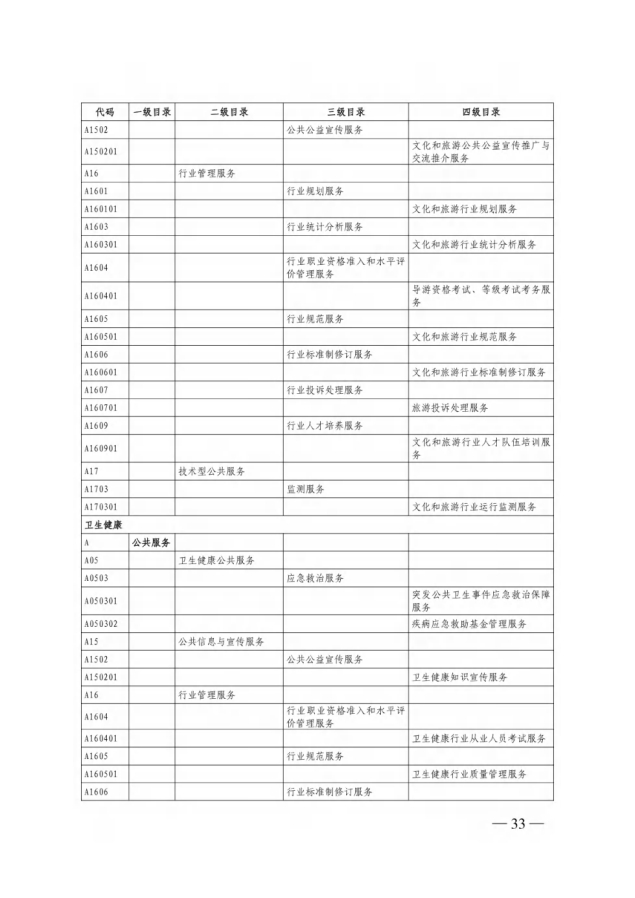 代码 一级目录 二级目录 三级目录 四级目录
A1502 公共公益宣传服务
A150201 文化和旅游公共公益宣传推广与
交流推介服务
A16 行业管理服务
A1601 行业规划服务
A160101 文化和旅游行业规划服务
A1603 行业统计分析服务
A160301 文化和旅游行业统计分析服务
A1604 行业职业资格准入和水平评
价管理服务
A160401 导游资格考试、等级考试考务服
务
A1605 行业规范服务
A160501 文化和旅游行业规范服务
A1606 行业标准制修订服务
A160601 文化和旅游行业标准制修订服务
A1607 行业投诉处理服务
A160701 旅游投诉处理服务
A1609 行业人才培养服务
A160901 文化和旅游行业人才队伍培训服
务
A17 技术型公共服务
A1703 监测服务
A170301 文化和旅游行业运行监测服务
卫生健康
A 公共服务
A05 卫生健康公共服务
A0503 应急救治服务
A050301 突发公共卫生事件应急救治保障
服务
A050302 疾病应急救助基金管理服务
A15 公共信息与宣传服务
A1502 公共公益宣传服务
A150201 卫生健康知识宣传服务
A16 行业管理服务
A1604 行业职业资格准入和水平评
价管理服务
A160401 卫生健康行业从业人员考试服务
A1605 行业规范服务
A160501 卫生健康行业质量管理服务
A1606 行业标准制修订服务
— 33 —